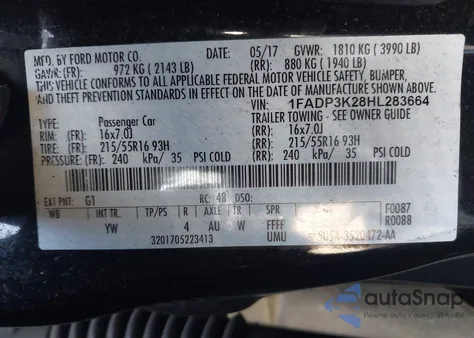 MFD. BY FORD MOTOR CO.
DATE: 05/17 GVWR: 1810 KG ( 3990 LB)
GAWR: (FR) 972 KG ( 2143 LB) (RR) 880 KG ( 1940 LB)
THIS VEHICLE CONFORMS TO ALL APPLICABLE FEDERAL MOTOR VEHICLE SAFETY, BUMPER,
AND THEFT PREVENTION STANDARDS IN EFFECT ON THE DATE OF MANUFACTURE SHOWN ABOVE.
VIN: 1FADP3K28HL283664
TYPE: Passenger Car TRAILER TOWING - SEE OWNER GUIDE
RIM: (FR) 16x7.0J (RR) 16x7.0J
TIRE: (FR) 215/55R16 93H (RR) 215/55R16 93H
PRESSURE: (FR) 240 kPa/ 35 PSI COLD (RR) 240 kPa/ 35 PSI COLD
EXT PNT: G1 RC: 48 DSO: F0087
WB INT TR. TP/PS R AXLE TR SPR R0088
YW 4 AU W FFFF
3201705223413 UMU 5U5A-3520472-AA
autoSnap